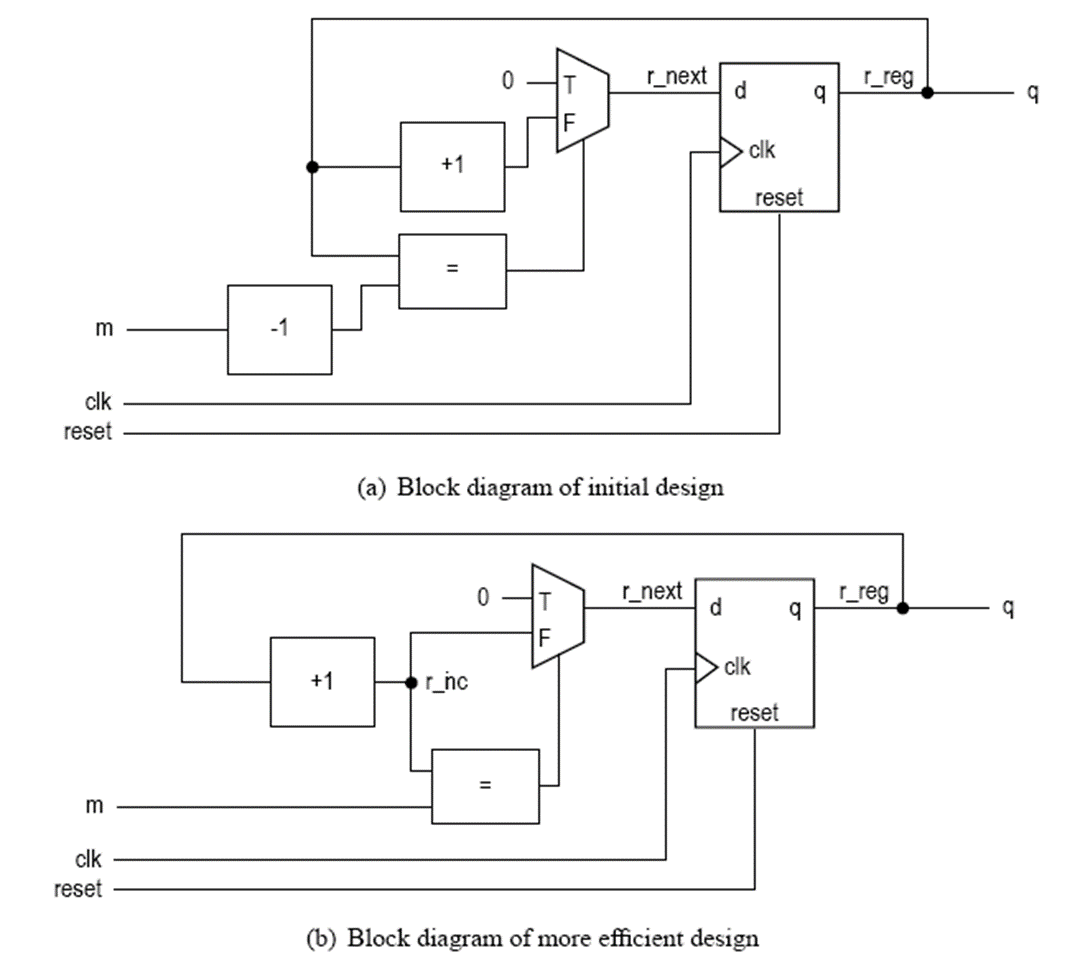 0
T
F
r_next
d
q
r_reg
q
clk
reset
+1
=
m
-1
clk
reset
(a) Block diagram of initial design
0
T
F
r_next
d
q
r_reg
q
clk
reset
+1
r_inc
=
m
clk
reset
(b) Block diagram of more efficient design